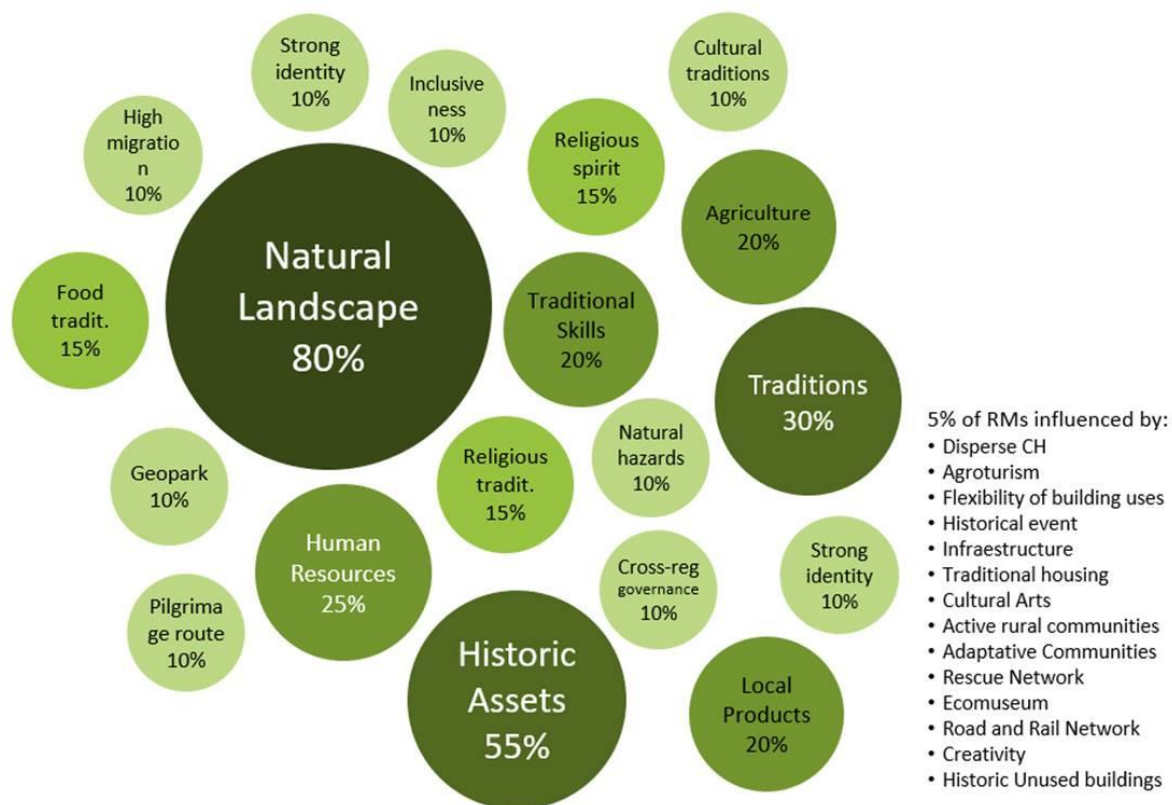 Strong
identity
10%
Inclusive
ness
10%
Cultural
traditions
10%
High
migratio
n
10%
Religious
spirit
15%
Agriculture
20%
Natural
Landscape
80%
Food
tradit.
15%
Traditional
Skills
20%
Traditions
30%
Geopark
10%
Religious
tradit.
15%
Natural
hazards
10%
Human
Resources
25%
Cross-reg
governance
10%
Strong
identity
10%
Pilgrima
ge route
10%
Historic
Assets
55%
Local
Products
20%
5% of RMs influenced by:
• Disperse CH
• Agroturism
• Flexibility of building uses
• Historical event
• Infraestructure
• Traditional housing
• Cultural Arts
• Active rural communities
• Adaptative Communities
• Rescue Network
• Ecomuseum
• Road and Rail Network
• Creativity
• Historic Unused buildings